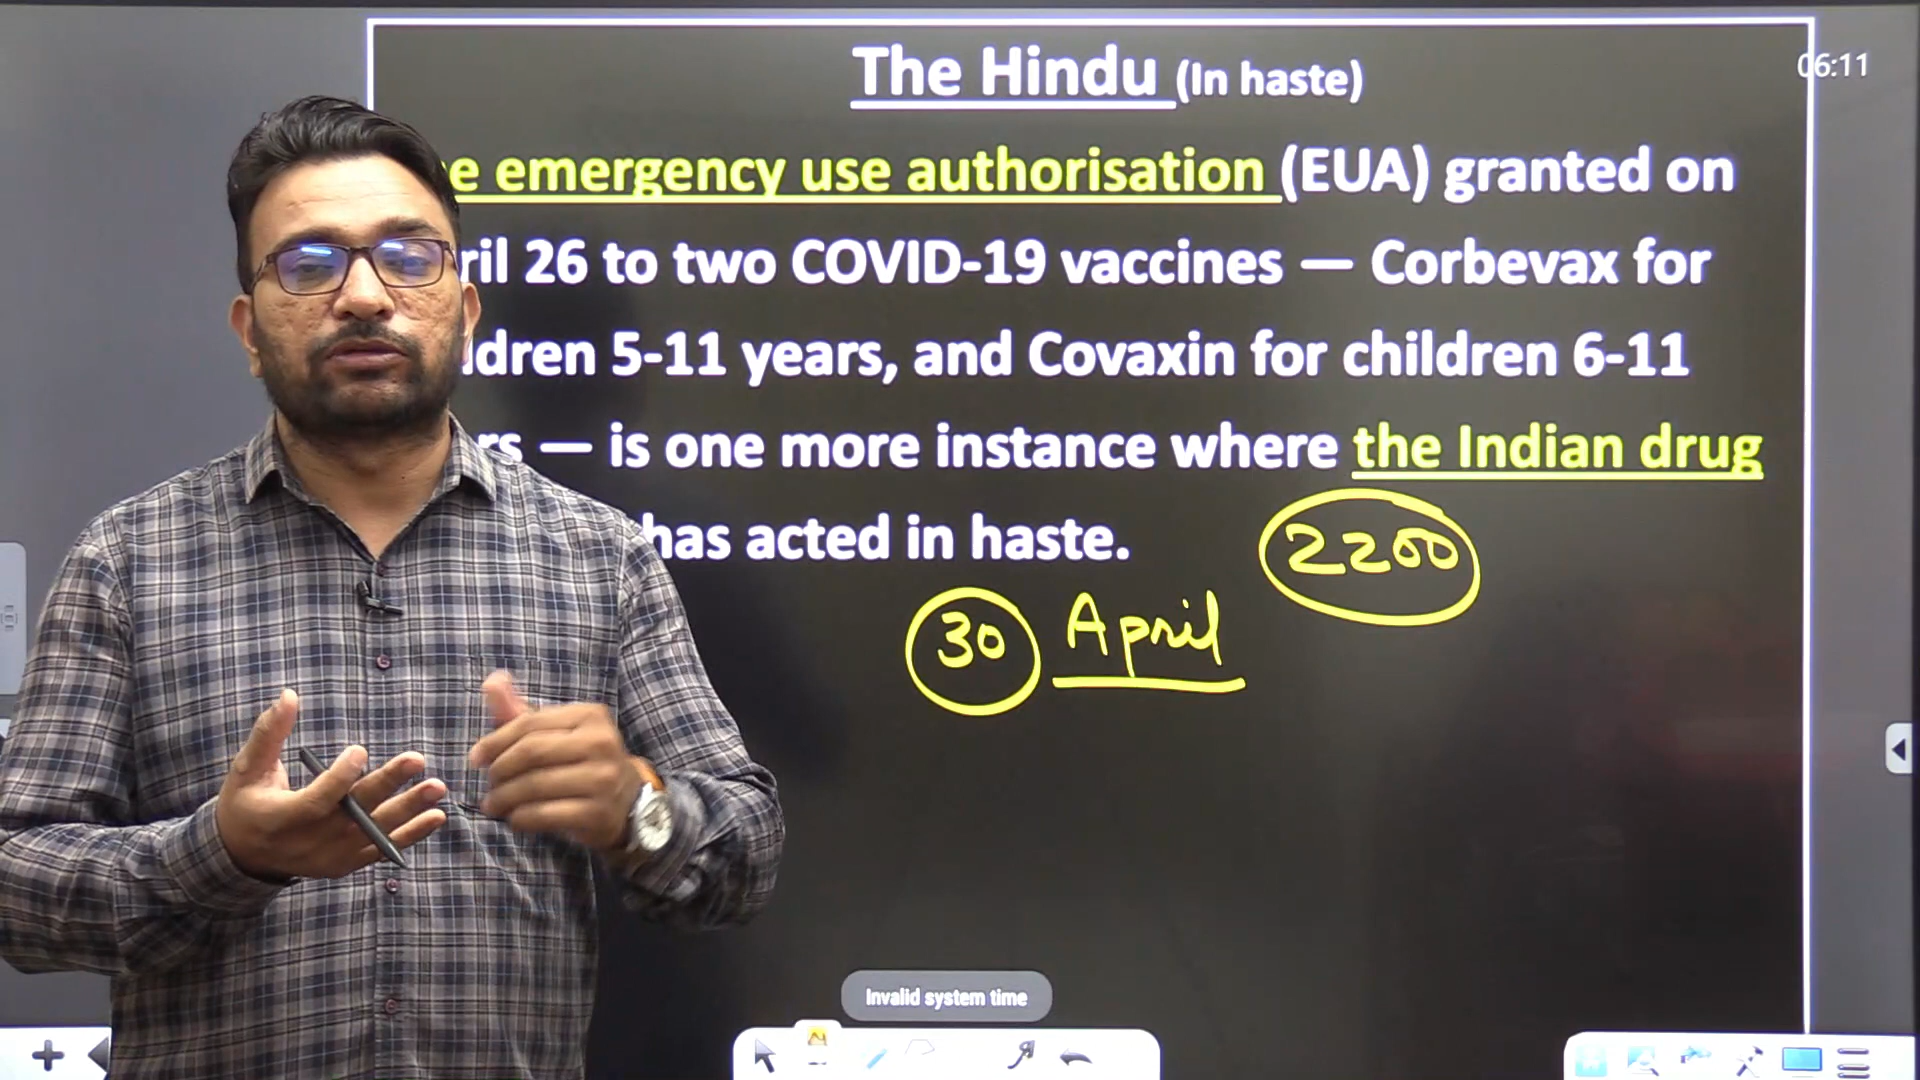 The Hindu (In haste)
06:11
e emergency use authorisation (EUA) granted on
ril 26 to two COVID-19 vaccines — Corbevax for
ldren 5-11 years, and Covaxin for children 6-11
rs — is one more instance where the Indian drug
has acted in haste.
2200
30 April
Invalid system time